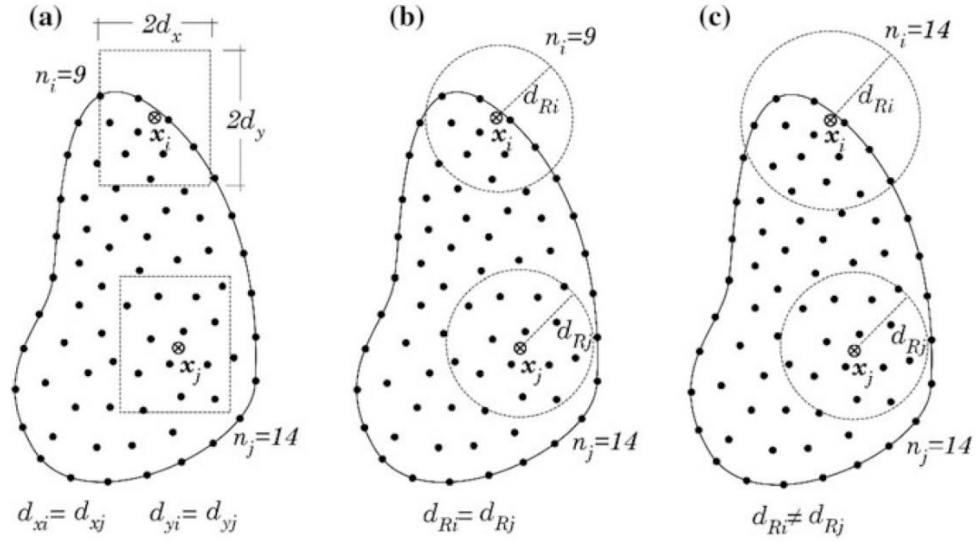 (a)
2d_x
n_i=9
2d_y
x_i
x_j
n_j=14
d_xi= d_xj d_yi= d_yj
(b)
n_i=9
d_Ri
x_i
d_Rj
x_j
n_j=14
d_Ri= d_Rj
(c)
n_i=14
d_Ri
x_i
d_Rj
x_j
n_j=14
d_Ri≠ d_Rj